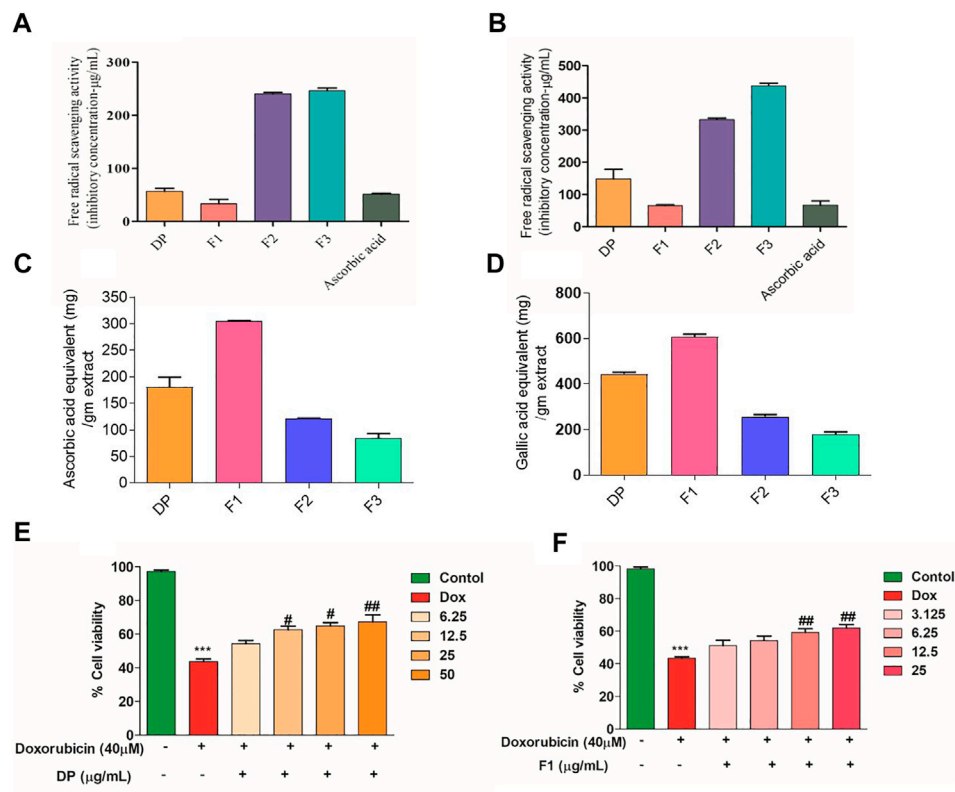 A
Free radical scavenging activity
(inhibitory concentration-μg/mL)
300
200
100
0
DP
F1
F2
F3
Ascorbic acid
B
Free radical scavenging activity
(inhibitory concentration-μg/mL)
500
400
300
200
100
0
DP
F1
F2
F3
Ascorbic acid
C
Ascorbic acid equivalent (mg)
/gm extract
350
300
250
200
150
100
50
0
DP
F1
F2
F3
D
Gallic acid equivalent (mg)
/gm extract
800
600
400
200
0
DP
F1
F2
F3
E
% Cell viability
100
80
60
40
20
0
***
#
#
##
Contol
Dox
6.25
12.5
25
50
Doxorubicin (40μM) - + + + + +
DP (μg/mL) - - + + + +
F
% Cell viability
100
80
60
40
20
0
***
##
##
Contol
Dox
3.125
6.25
12.5
25
Doxorubicin (40μM) - + + + + +
F1 (μg/mL) - - + + + +